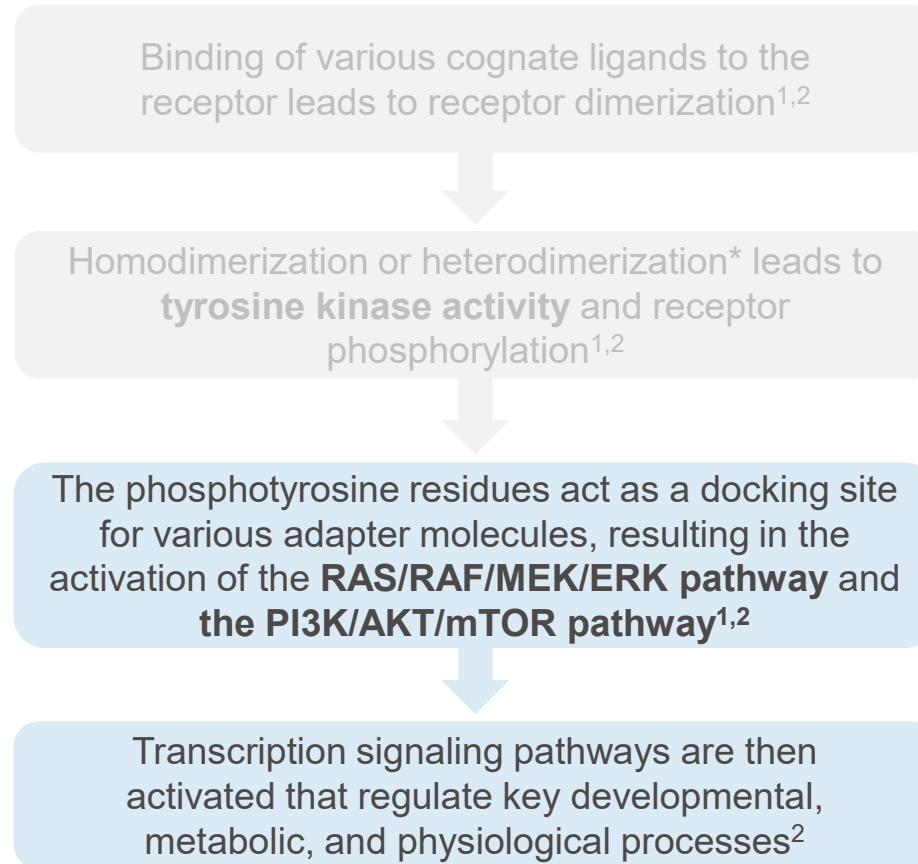 Binding of various cognate ligands to the
receptor leads to receptor dimerization1,2
Homodimerization or heterodimerization* leads to
tyrosine kinase activity and receptor
phosphorylation1,2
The phosphotyrosine residues act as a docking site
for various adapter molecules, resulting in the
activation of the RAS/RAF/MEK/ERK pathway and
the PI3K/AKT/mTOR pathway1,2
Transcription signaling pathways are then
activated that regulate key developmental,
metabolic, and physiological processes2